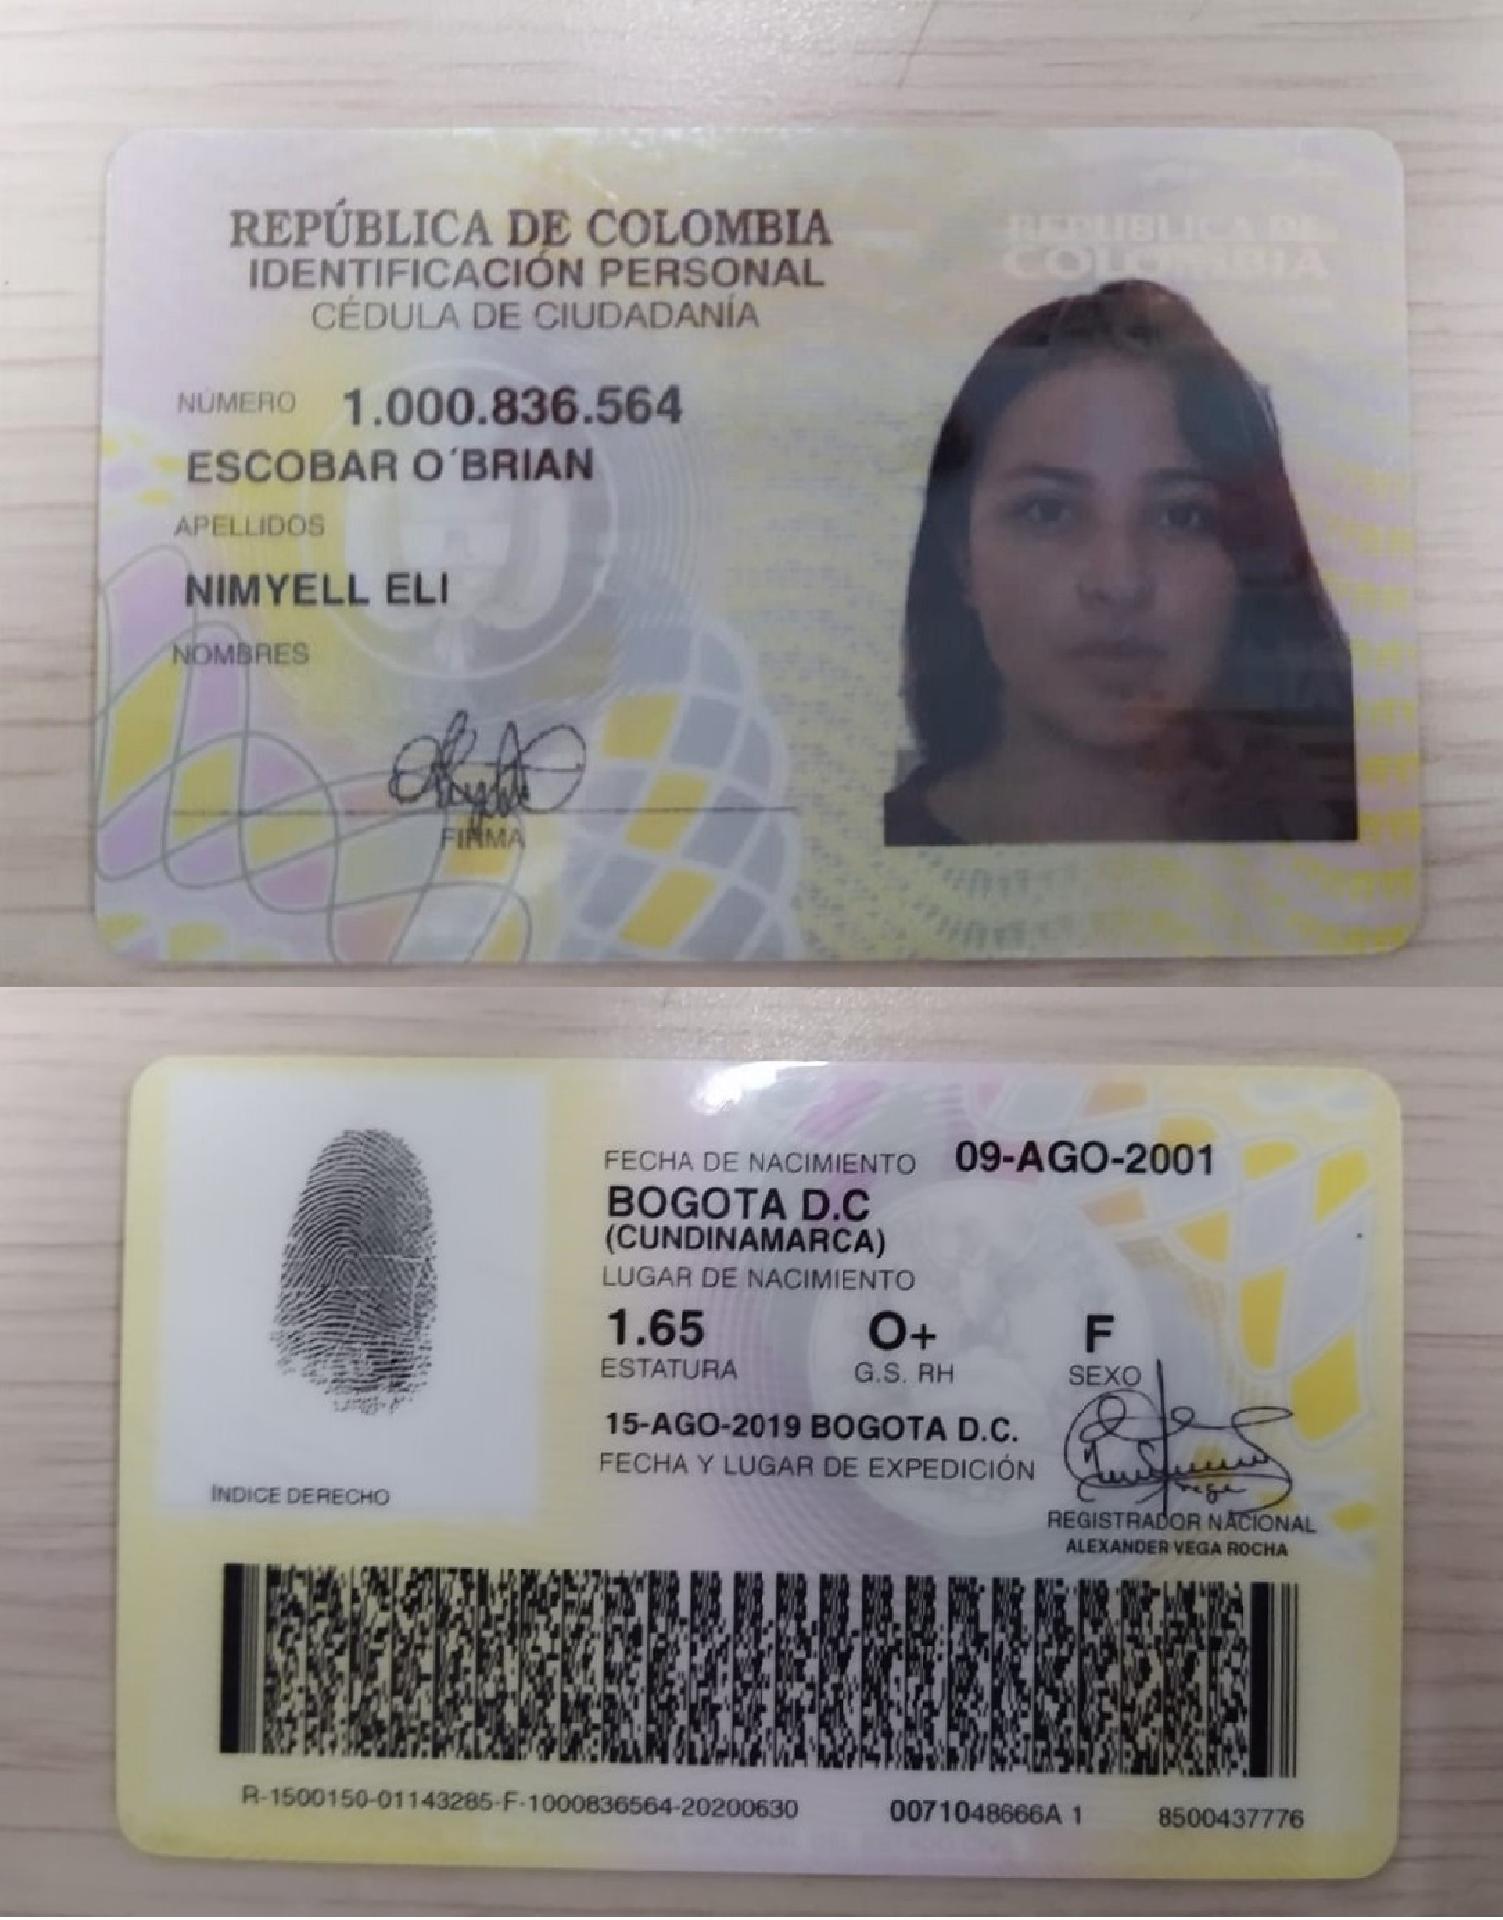 REPÚBLICA DE COLOMBIA
IDENTIFICACIÓN PERSONAL
CÉDULA DE CIUDADANÍA
REPUBLICA DE
COLOMBIA
NÚMERO 1.000.836.564
ESCOBAR O´BRIAN
APELLIDOS
NIMYELL ELI
NOMBRES
FIRMA
FECHA DE NACIMIENTO 09-AGO-2001
BOGOTA D.C
(CUNDINAMARCA)
LUGAR DE NACIMIENTO
1.65 O+ F
ESTATURA G.S. RH SEXO
15-AGO-2019 BOGOTA D.C.
FECHA Y LUGAR DE EXPEDICIÓN
ÍNDICE DERECHO
REGISTRADOR NACIONAL
ALEXANDER VEGA ROCHA
R-1500150-01143285-F-1000836564-20200630 0071048666A 1 8500437776